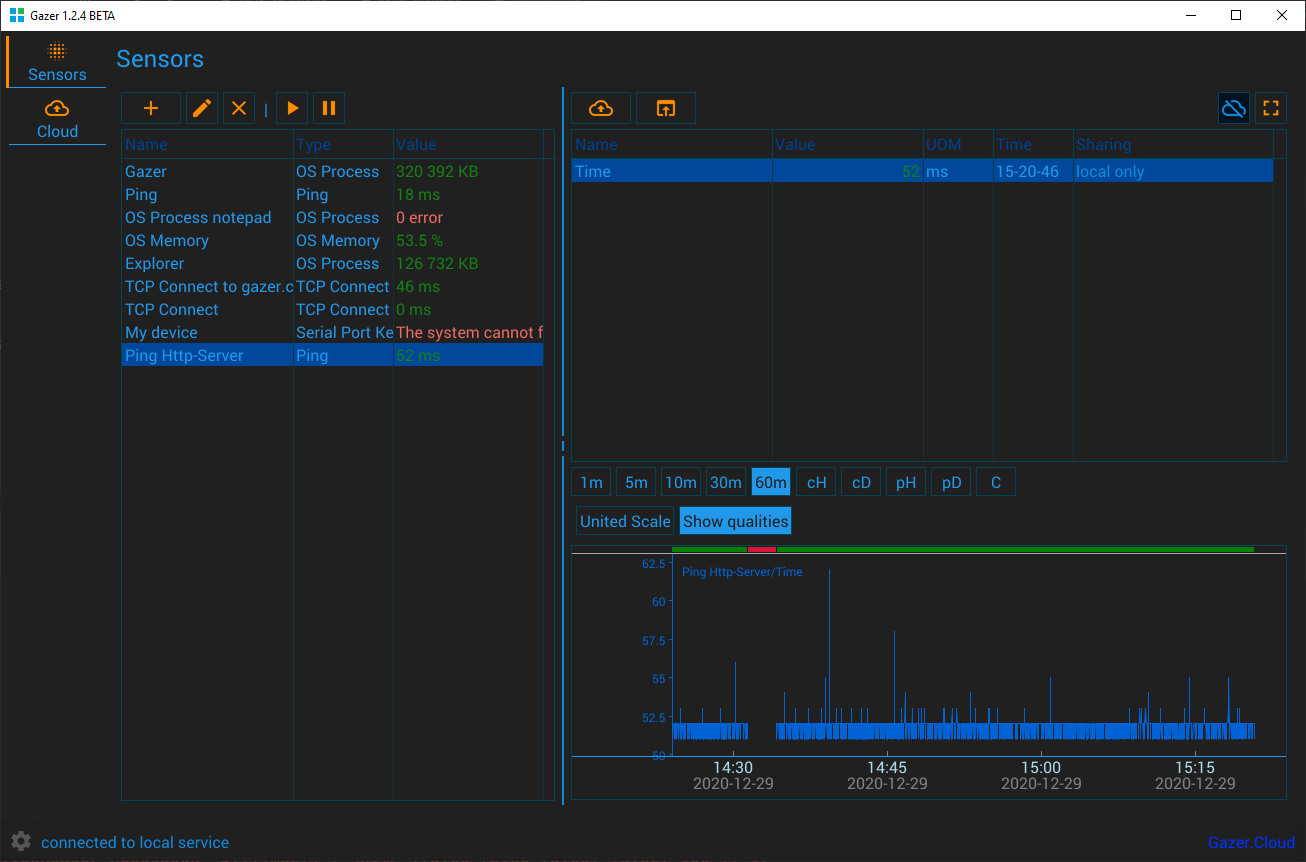 Gazer 1.2.4 BETA
Sensors
Cloud
Sensors
|
Name Type Value
Gazer OS Process 320 392 KB
Ping Ping 18 ms
OS Process notepad OS Process 0 error
OS Memory OS Memory 53.5 %
Explorer OS Process 126 732 KB
TCP Connect to gazer.c TCP Connect 46 ms
TCP Connect TCP Connect 0 ms
My device Serial Port Ke The system cannot f
Ping Http-Server Ping 52 ms
Name Value UOM Time Sharing
Time 52 ms 15-20-46 local only
1m 5m 10m 30m 60m cH cD pH pD C
United Scale Show qualities
Ping Http-Server/Time
62.5
60
57.5
55
52.5
50
14:30 14:45 15:00 15:15
2020-12-29 2020-12-29 2020-12-29 2020-12-29
connected to local service
Gazer.Cloud